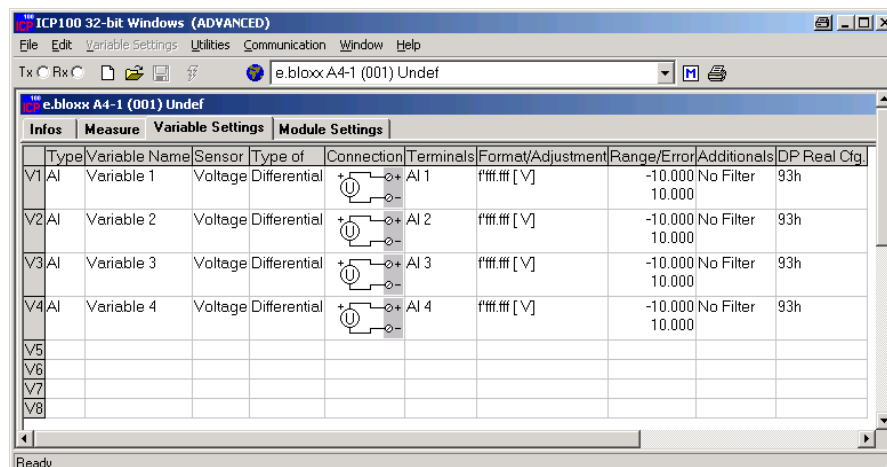 ICP100 32-bit Windows (ADVANCED)
File Edit Variable Settings Utilities Communication Window Help
Tx Rx e.bloxx A4-1 (001) Undef M
e.bloxx A4-1 (001) Undef
Infos Measure Variable Settings Module Settings
Type Variable Name Sensor Type of Connection Terminals Format/Adjustment Range/Error Additionals DP Real Cfg.
V1 AI Variable 1 Voltage Differential + U + - AI 1 f'fff.fff [ V] -10.000 No Filter 93h
10.000
V2 AI Variable 2 Voltage Differential + U + - AI 2 f'fff.fff [ V] -10.000 No Filter 93h
10.000
V3 AI Variable 3 Voltage Differential + U + - AI 3 f'fff.fff [ V] -10.000 No Filter 93h
10.000
V4 AI Variable 4 Voltage Differential + U + - AI 4 f'fff.fff [ V] -10.000 No Filter 93h
10.000
V5
V6
V7
V8
Ready